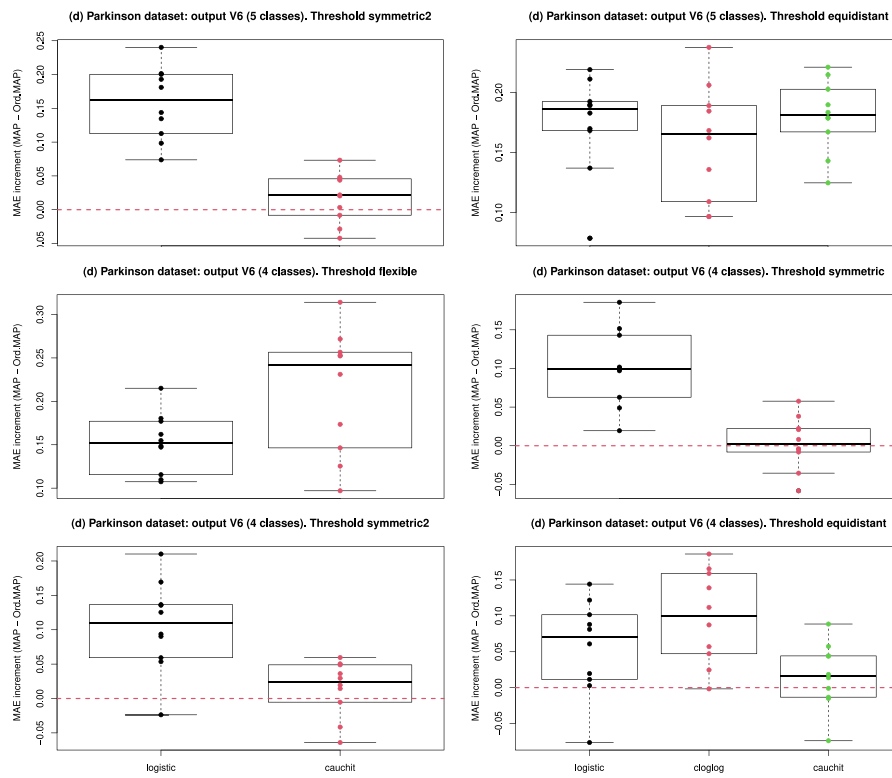 (d) Parkinson dataset: output V6 (5 classes). Threshold symmetric2
MAE increment (MAP − Ord.MAP)
0.25
0.20
0.15
0.10
0.05
0.00
0.05
(d) Parkinson dataset: output V6 (5 classes). Threshold equidistant
MAE increment (MAP − Ord.MAP)
0.20
0.15
0.10
(d) Parkinson dataset: output V6 (4 classes). Threshold flexible
MAE increment (MAP − Ord.MAP)
0.30
0.25
0.20
0.15
0.10
(d) Parkinson dataset: output V6 (4 classes). Threshold symmetric
MAE increment (MAP − Ord.MAP)
0.15
0.10
0.05
0.00
−0.05
(d) Parkinson dataset: output V6 (4 classes). Threshold symmetric2
MAE increment (MAP − Ord.MAP)
0.20
0.15
0.10
0.05
0.00
−0.05
logistic
cauchit
(d) Parkinson dataset: output V6 (4 classes). Threshold equidistant
MAE increment (MAP − Ord.MAP)
0.15
0.10
0.05
0.00
−0.05
logistic
cloglog
cauchit